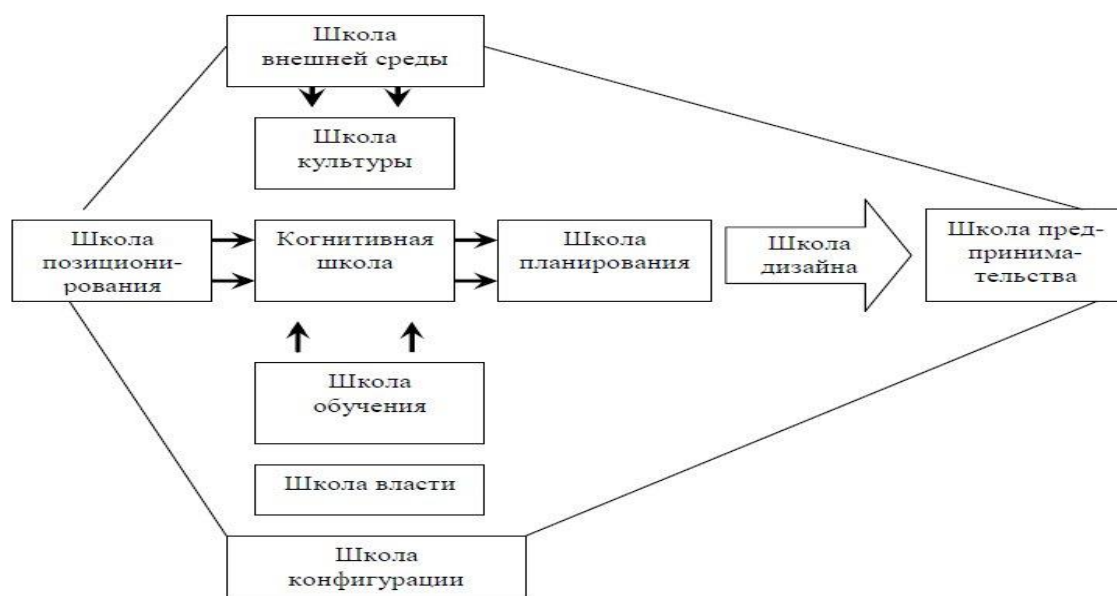 Школа
внешней среды
Школа
культуры
Школа
позициони-
рования
Когнитивная
школа
Школа
планирования
Школа
дизайна
Школа пред-
принима-
тельства
Школа
обучения
Школа власти
Школа
конфигурации